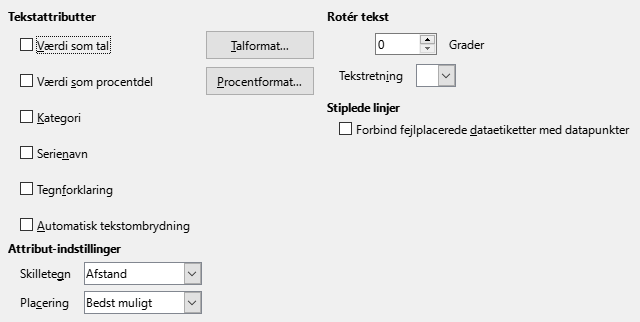 Tekstattributter
Værdi som tal
Talformat...
Værdi som procentdel
Procentformat...
Kategori
Serienavn
Tegnforklaring
Automatisk tekstombrydning
Attribut-indstillinger
Skilletegn
Afstand
Placering
Bedst muligt
Rotér tekst
0
Grader
Tekstretning
Stiplede linjer
Forbind fejlplacerede dataetiketter med datapunkter